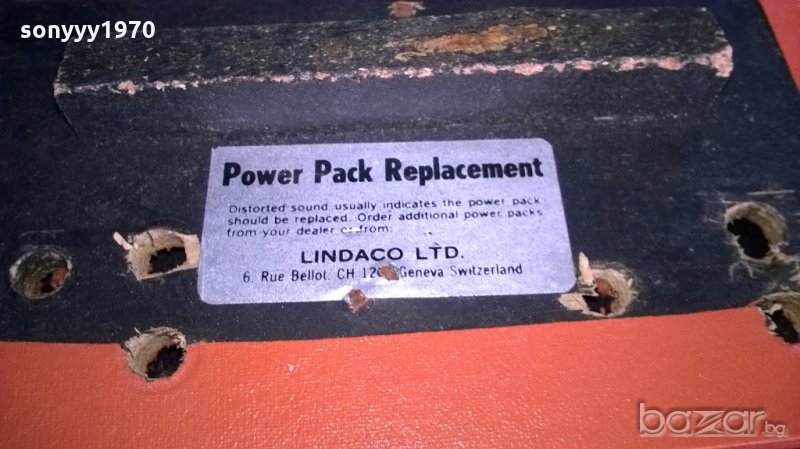 sonyyy1970
Power Pack Replacement
Distorted sound usually indicates the power pack
should be replaced. Order additional power packs
from your dealer or from:
LINDACO LTD.
6. Rue Bellot. CH Geneva Switzerland
bazar.bg